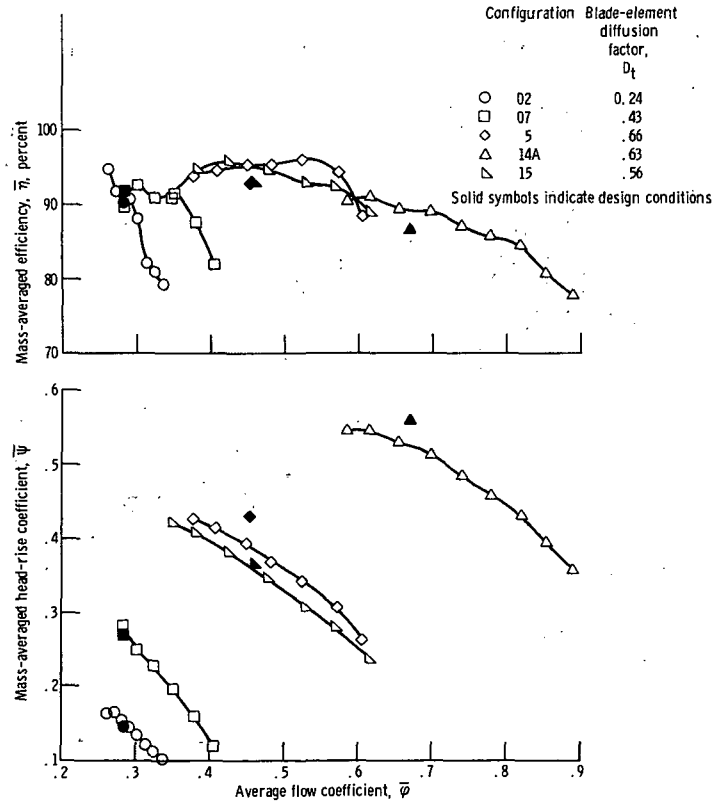 Configuration Blade-element
diffusion
factor,
Dt
02 0.24
07 .43
5 .66
14A .63
15 .56
Solid symbols indicate design conditions
Mass-averaged efficiency, η̅, percent
100
90
80
70
Mass-averaged head-rise coefficient, ψ̅
.6
.5
.4
.3
.2
.1
.2 .3 .4 .5 .6 .7 .8 .9
Average flow coefficient, φ̅